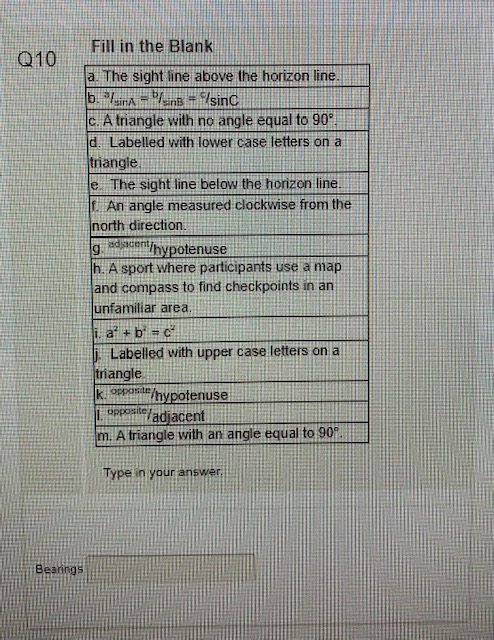 Fill in the Blank
Q10
a. The sight line above the horizon line.
b. a/sinA = b/sinB = c/sinC
c. A triangle with no angle equal to 90°.
d. Labelled with lower case letters on a
triangle.
e. The sight line below the horizon line.
f. An angle measured clockwise from the
north direction.
g. adjacent/hypotenuse
h. A sport where participants use a map
and compass to find checkpoints in an
unfamiliar area.
i. a² + b² = c²
j. Labelled with upper case letters on a
triangle.
k. opposite/hypotenuse
l. opposite/adjacent
m. A triangle with an angle equal to 90°.
Type in your answer.
Bearings